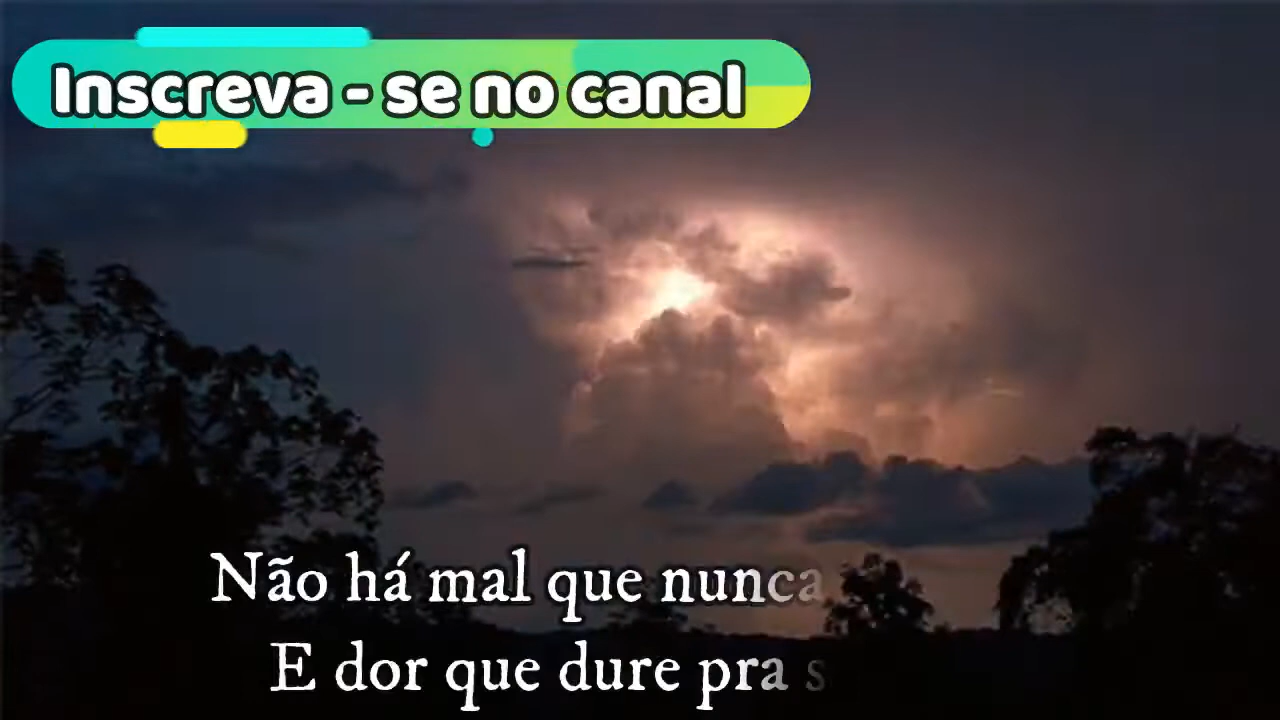 Inscreva - se no canal
Não há mal que nunca
E dor que dure pra s